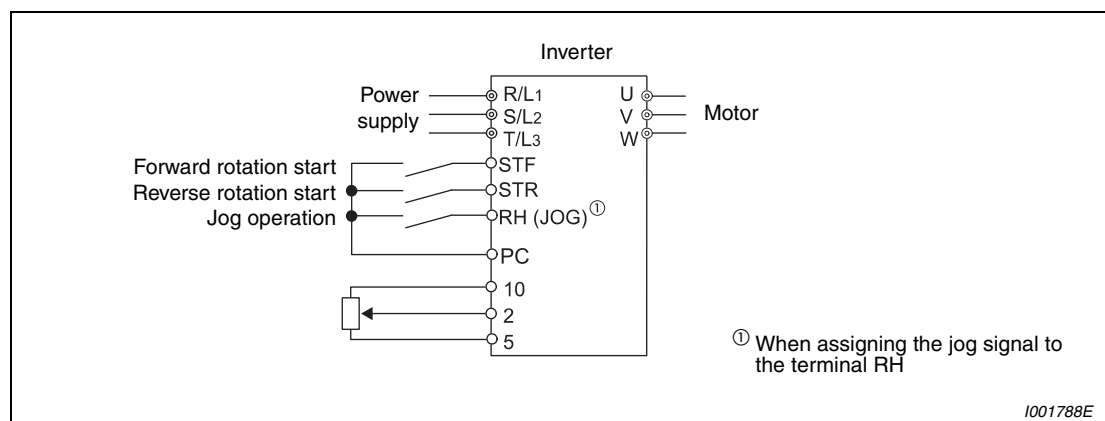 Inverter
Power
supply
R/L1
S/L2
T/L3
U
V
W
Motor
Forward rotation start
Reverse rotation start
Jog operation
STF
STR
RH (JOG)①
PC
10
2
5
① When assigning the jog signal to
the terminal RH
I001788E